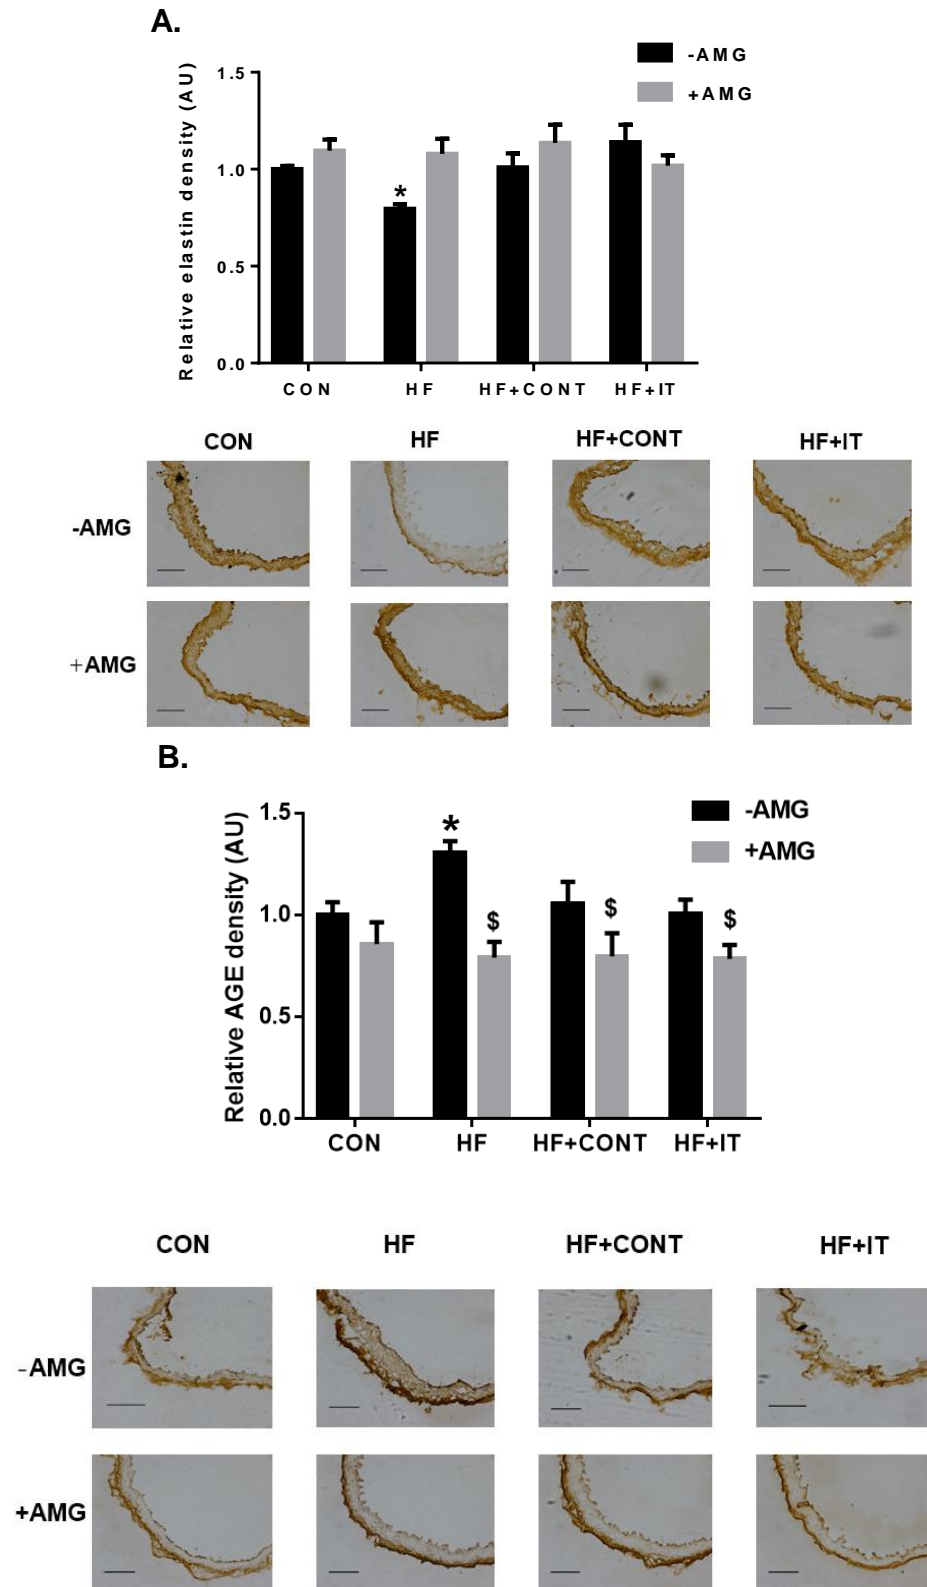 A.
-AMG
+AMG
Relative elastin density (AU)
1.5
1.0
0.5
0.0
*
CON HF HF+CONT HF+IT
CON HF HF+CONT HF+IT
-AMG
+AMG
B.
-AMG
+AMG
Relative AGE density (AU)
1.5
1.0
0.5
0.0
*
$ $ $
CON HF HF+CONT HF+IT
CON HF HF+CONT HF+IT
-AMG
+AMG